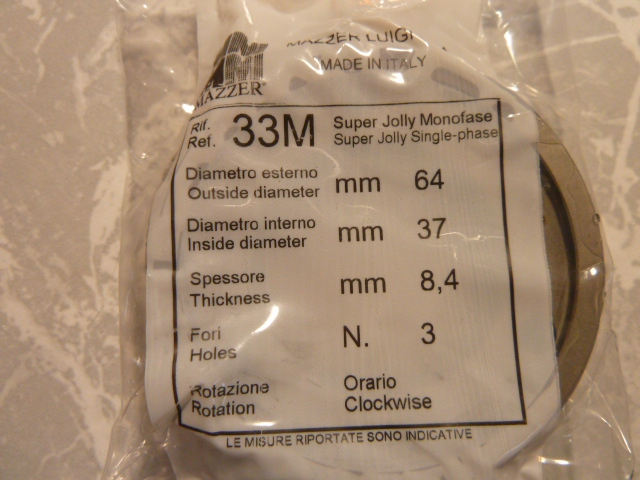 MAZZER LUIGI
MADE IN ITALY
MAZZER®
Rif.
Ref. 33M Super Jolly Monofase
Super Jolly Single-phase
Diametro esterno
Outside diameter mm 64
Diametro interno
Inside diameter mm 37
Spessore
Thickness mm 8,4
Fori
Holes N. 3
Rotazione Orario
Rotation Clockwise
LE MISURE RIPORTATE SONO INDICATIVE